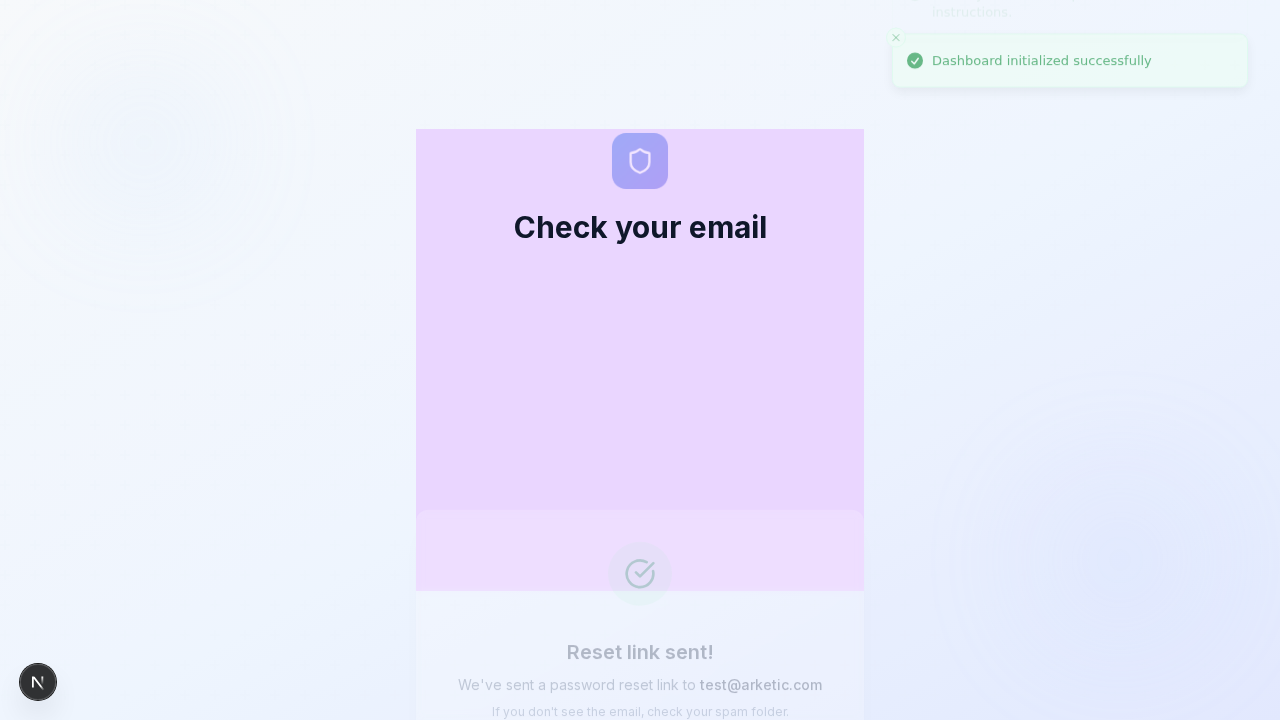 instructions
Dashboard initialized successfully
Check your email
Reset link sent!
We've sent a password reset link to test@arketic.com
If you don't see the email, check your spam folder.
N